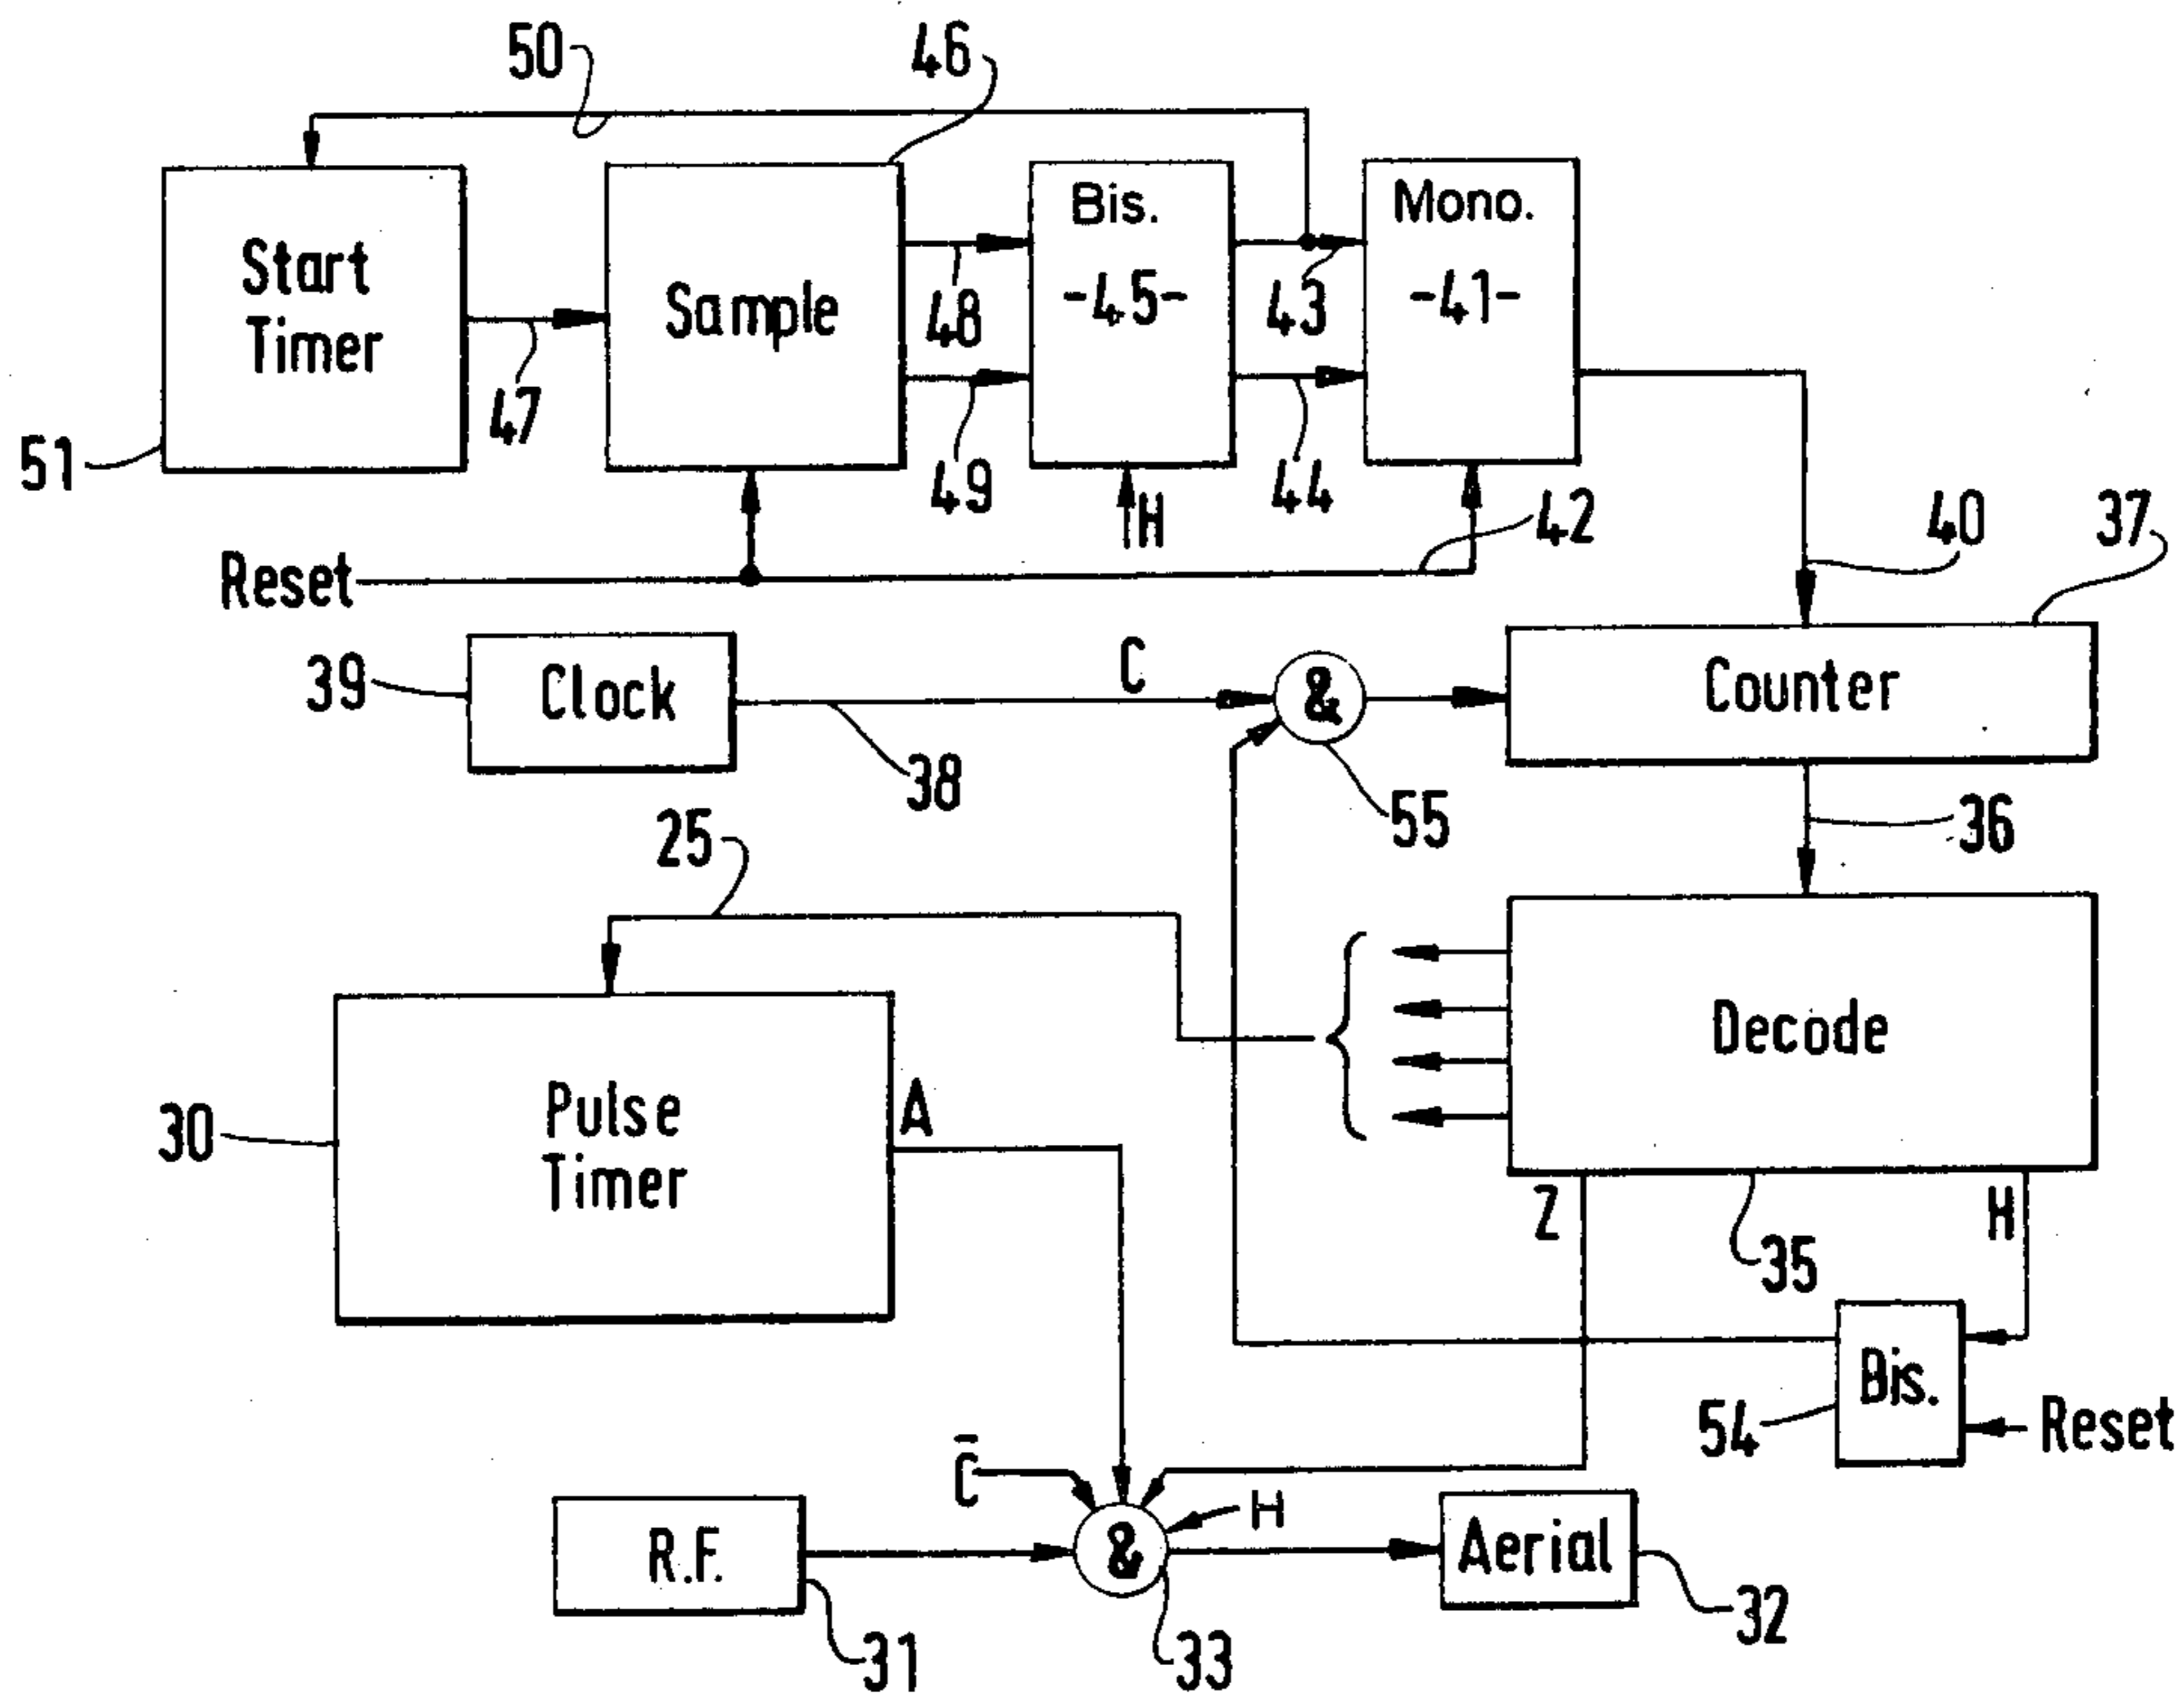 50
46
Start
Timer
Sample
Bis.
-45-
Mono.
-41-
48
43
47
51
49
H
44
42
40
37
Reset
39
Clock
C
&
Counter
38
55
36
25
Decode
30
Pulse
Timer
A
Z
H
35
Bis.
54
Reset
C̄
H
R.F.
&
Aerial
31
33
32